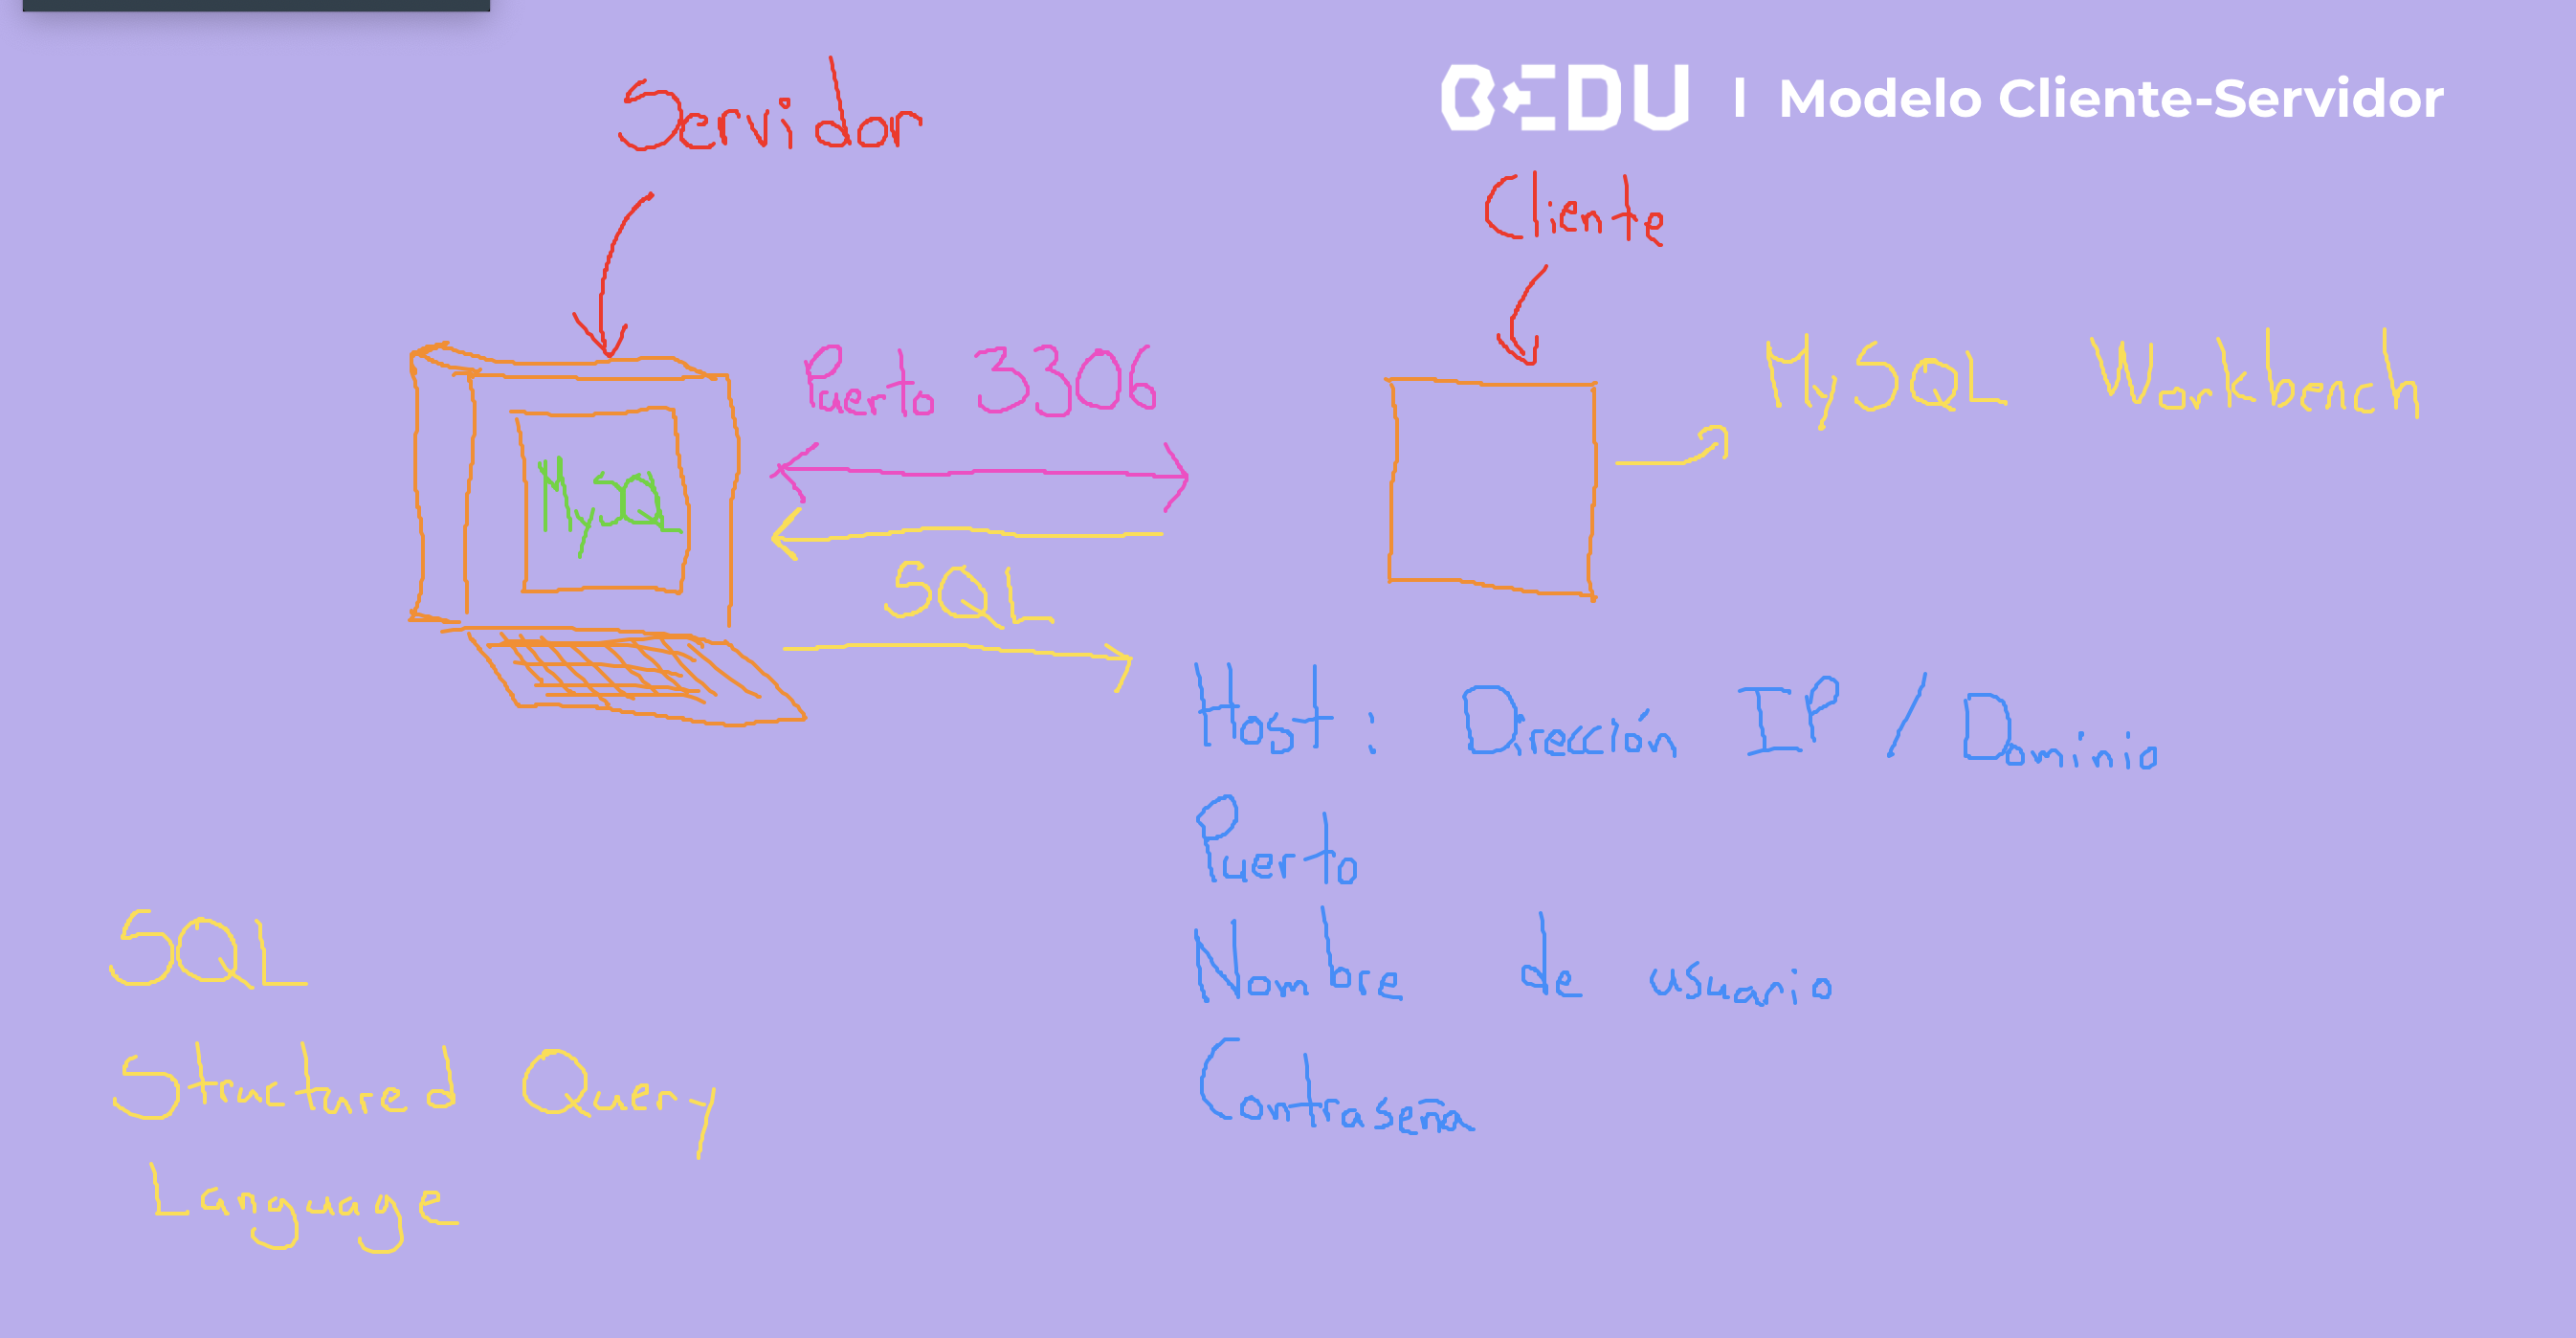 Servidor
BEDU | Modelo Cliente-Servidor
Cliente
Puerto 3306
MySQL Workbench
MySQL
SQL
Host: Dirección IP / Dominio
Puerto
Nombre de usuario
Contraseña
SQL
Structured Query
Language